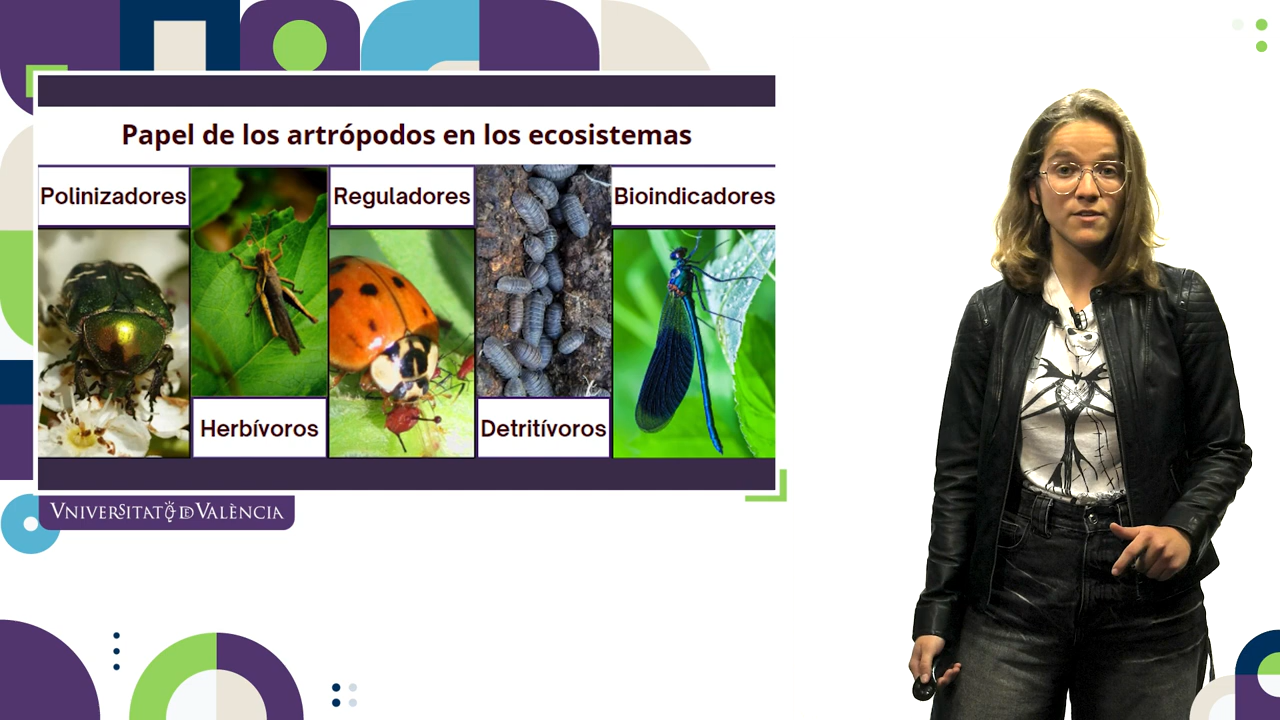 Papel de los artrópodos en los ecosistemas
Polinizadores
Herbívoros
Reguladores
Detritívoros
Bioindicadores
VNIVERSITAT DE VALÈNCIA